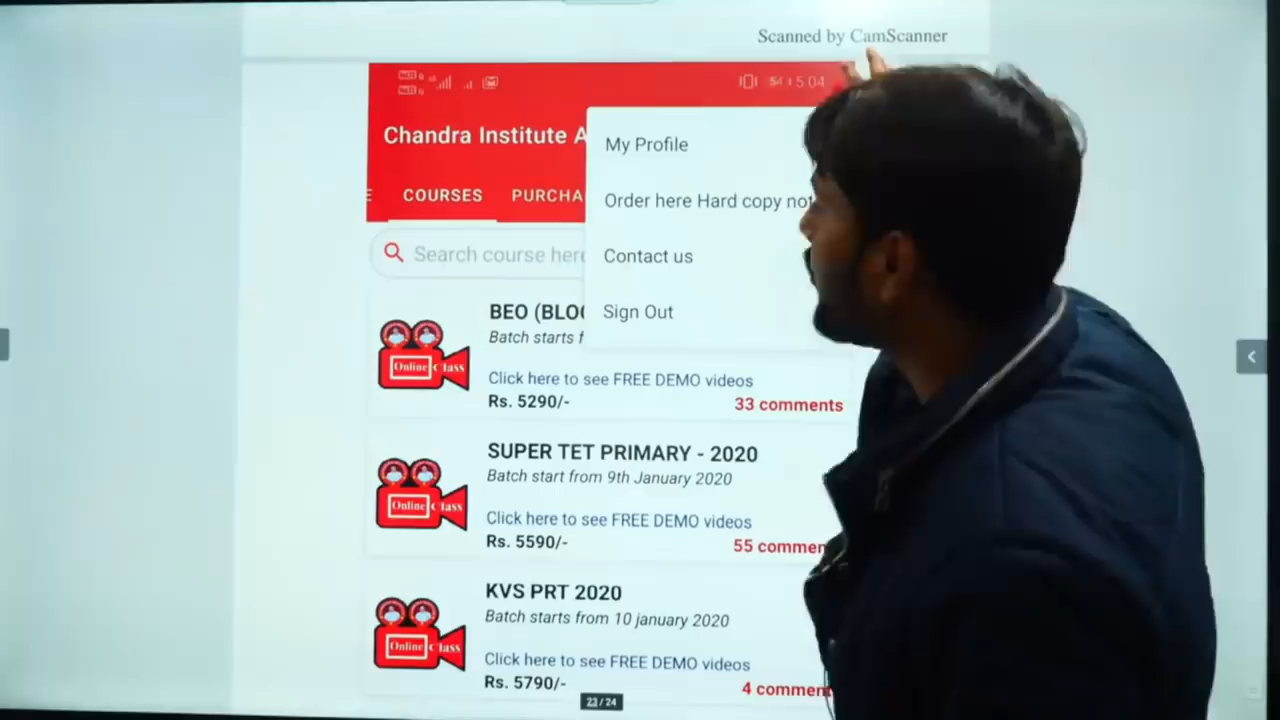 Scanned by CamScanner
5:04
Chandra Institute A
My Profile
COURSES
PURCHA
Order here Hard copy not
Search course here
Contact us
Sign Out
BEO (BLOC
Batch starts f
Online Class
Click here to see FREE DEMO videos
Rs. 5290/-
33 comments
SUPER TET PRIMARY - 2020
Batch start from 9th January 2020
Online Class
Click here to see FREE DEMO videos
Rs. 5590/-
55 commen
KVS PRT 2020
Batch starts from 10 january 2020
Online Class
Click here to see FREE DEMO videos
Rs. 5790/-
4 comment
23 / 24